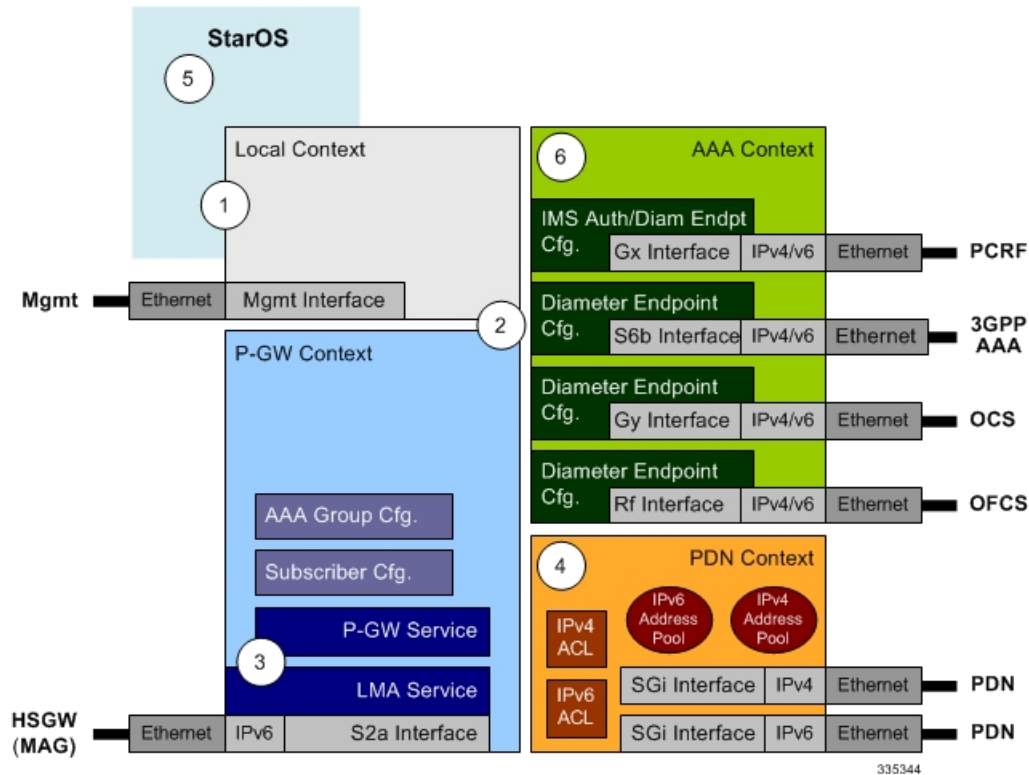 StarOS
5
Local Context
1
Mgmt
Ethernet
Mgmt Interface
2
P-GW Context
AAA Group Cfg.
Subscriber Cfg.
P-GW Service
3
LMA Service
HSGW
(MAG)
Ethernet
IPv6
S2a Interface
6
AAA Context
IMS Auth/Diam Endpt
Cfg.
Gx Interface
IPv4/v6
Ethernet
PCRF
Diameter Endpoint
Cfg.
S6b Interface
IPv4/v6
Ethernet
3GPP
AAA
Diameter Endpoint
Cfg.
Gy Interface
IPv4/v6
Ethernet
OCS
Diameter Endpoint
Cfg.
Rf Interface
IPv4/v6
Ethernet
OFCS
4
PDN Context
IPv4
ACL
IPv6
Address
Pool
IPv4
Address
Pool
IPv6
ACL
SGi Interface
IPv4
Ethernet
PDN
SGi Interface
IPv6
Ethernet
PDN
335344